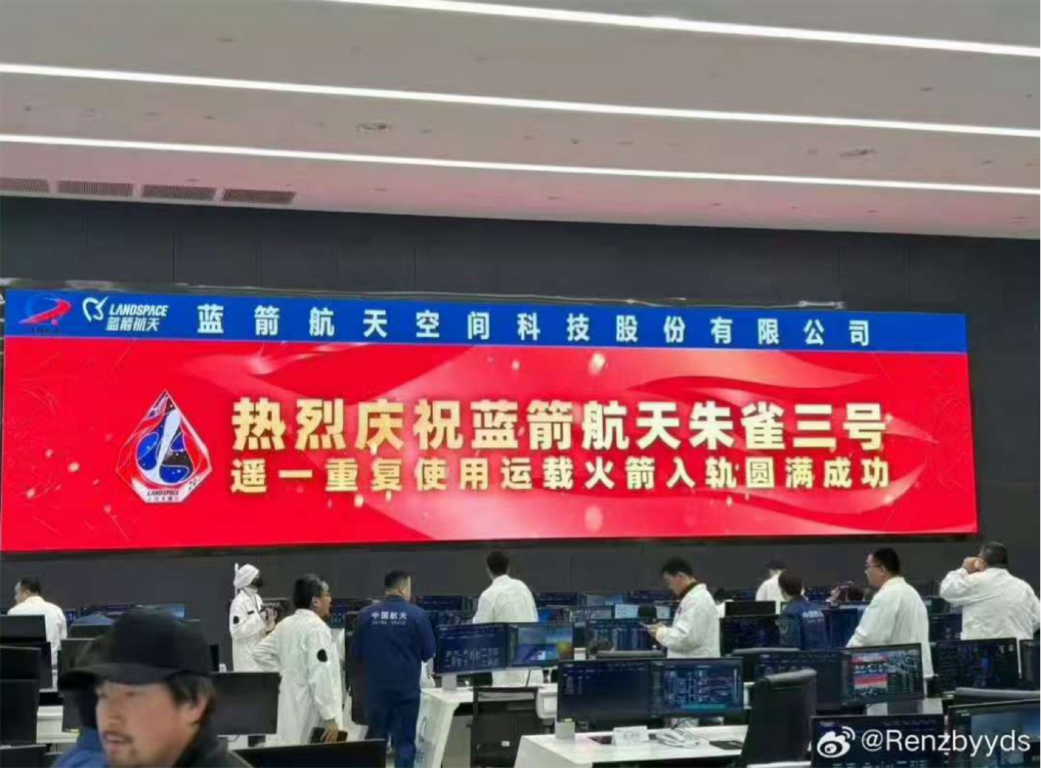 LANDSPACE
蓝箭航天
蓝箭航天空间科技股份有限公司
热烈庆祝蓝箭航天朱雀三号
遥一重复使用运载火箭入轨圆满成功
LANDSPACE
中国航天
@Renzbyyds